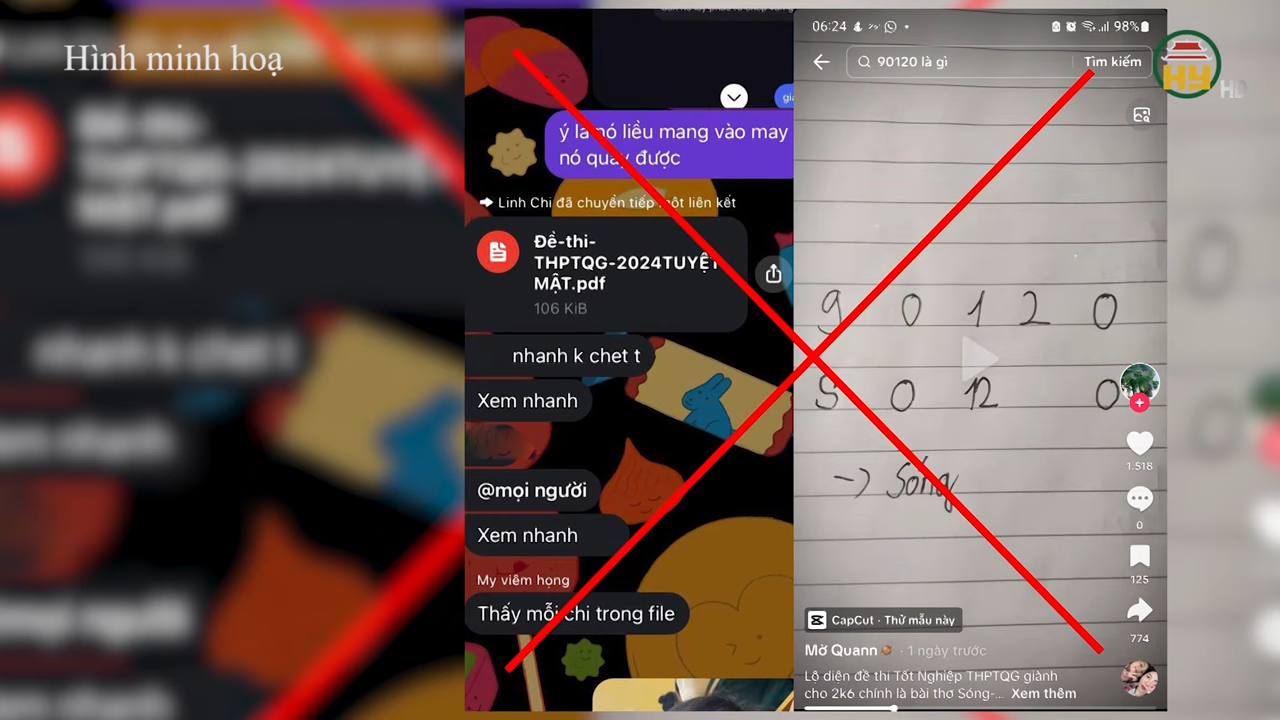 Hình minh hoạ
ý là nó liều mang vào may
nó quay được
Linh Chi đã chuyển tiếp một liên kết
Đề-thi-
THPTQG-2024TUYỆT
MẬT.pdf
106 KiB
nhanh k chet t
Xem nhanh
@mọi người
Xem nhanh
My viêm họng
Thấy mỗi chi trong file
06:24
98%
90120 là gì
Tìm kiếm
HY HD
9 0 1 2 0
S 0 12 0
-> Sóng
1.518
0
125
774
CapCut · Thử mẫu này
Mờ Quann · 1 ngày trước
Lộ diện đề thi Tốt Nghiệp THPTQG giành
cho 2k6 chính là bài thơ Sóng-... Xem thêm